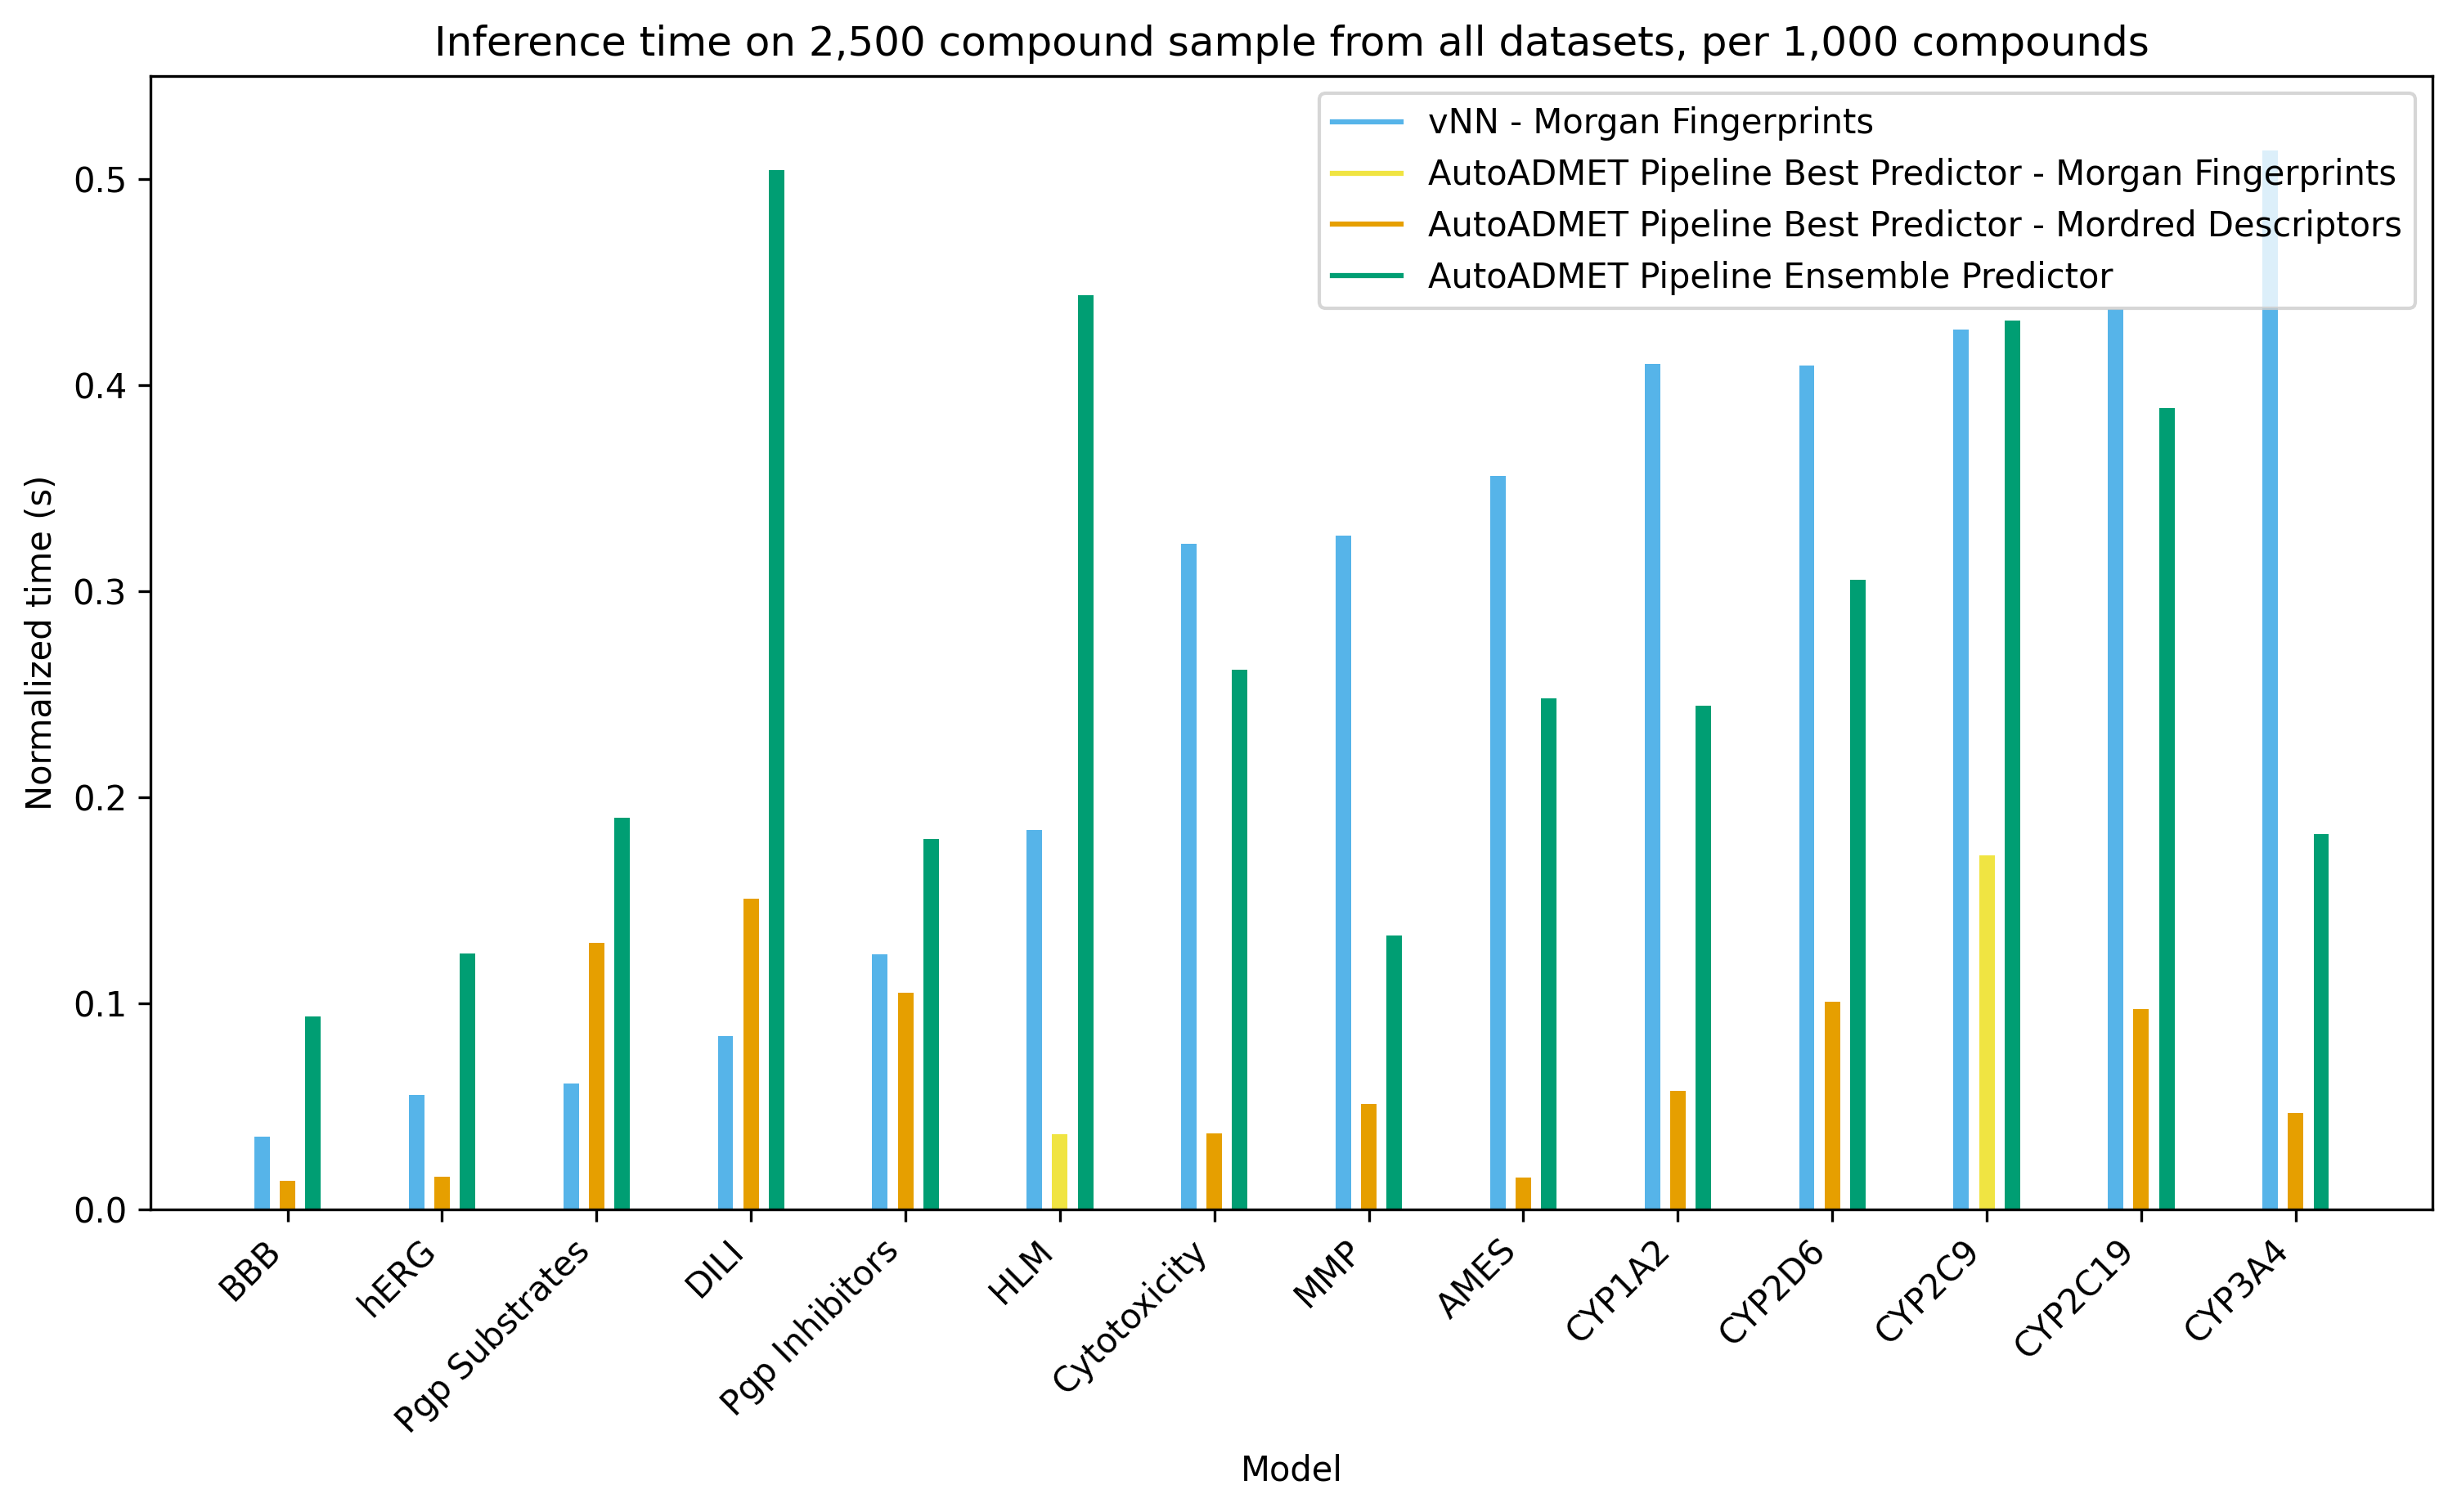 Inference time on 2,500 compound sample from all datasets, per 1,000 compounds
vNN - Morgan Fingerprints
AutoADMET Pipeline Best Predictor - Morgan Fingerprints
AutoADMET Pipeline Best Predictor - Mordred Descriptors
AutoADMET Pipeline Ensemble Predictor
Normalized time (s)
0.5
0.4
0.3
0.2
0.1
0.0
BBB
hERG
Pgp Substrates
DILI
Pgp Inhibitors
HLM
Cytotoxicity
MMP
AMES
CYP1A2
CYP2D6
CYP2C9
CYP2C19
CYP3A4
Model